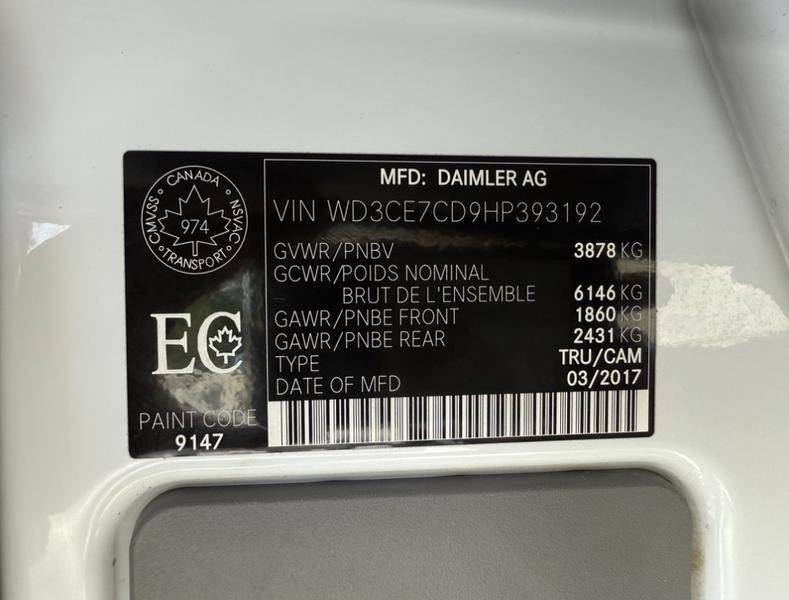 CANADA
CMVSS
NSVAC
974
TRANSPORT
EC
PAINT CODE
9147
MFD: DAIMLER AG
VIN WD3CE7CD9HP393192
GVWR/PNBV 3878 KG
GCWR/POIDS NOMINAL
BRUT DE L'ENSEMBLE 6146 KG
GAWR/PNBE FRONT 1860 KG
GAWR/PNBE REAR 2431 KG
TYPE TRU/CAM
DATE OF MFD 03/2017